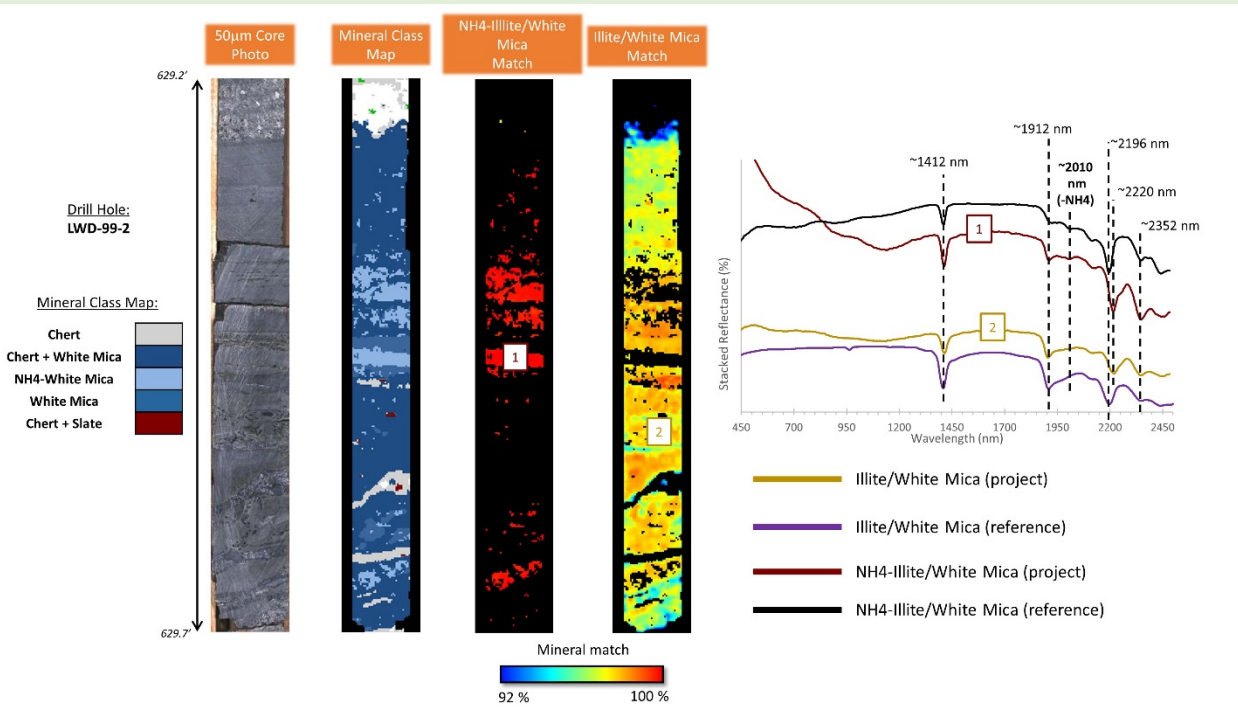 50µm Core
Photo
Mineral Class
Map
NH4-Illlite/White
Mica
Match
Illite/White Mica
Match
629.2’
Drill Hole:
LWD-99-2
Mineral Class Map:
Chert
Chert + White Mica
NH4-White Mica
White Mica
Chert + Slate
629.7’
1
2
Mineral match
92 %
100 %
~1412 nm
~1912 nm
~2010
nm
(-NH4)
~2196 nm
~2220 nm
~2352 nm
1
2
Stacked Reflectance (%)
450
700
950
1200
1450
1700
1950
2200
2450
Wavelength (nm)
Illite/White Mica (project)
Illite/White Mica (reference)
NH4-Illite/White Mica (project)
NH4-Illite/White Mica (reference)